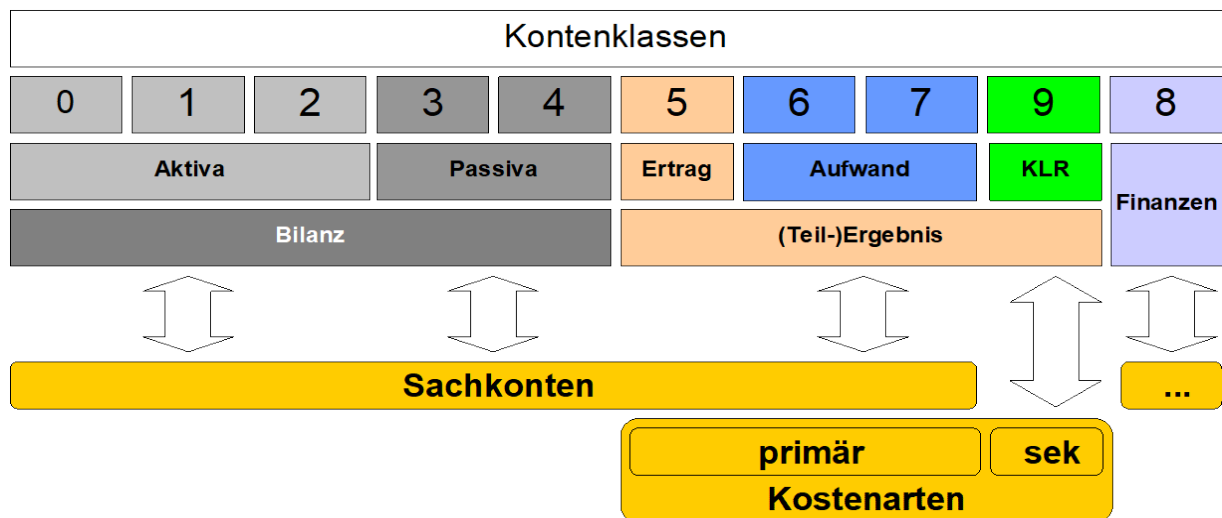 Kontenklassen
0 1 2 3 4 5 6 7 9 8
Aktiva Passiva Ertrag Aufwand KLR
Finanzen
Bilanz (Teil-)Ergebnis
Sachkonten ...
primär sek
Kostenarten